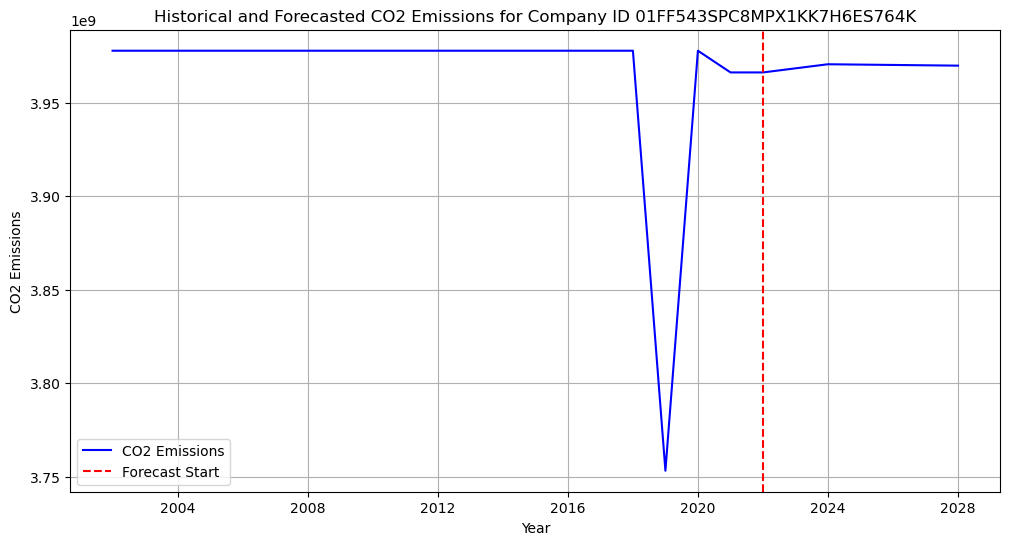 Historical and Forecasted CO2 Emissions for Company ID 01FF543SPC8MPX1KK7H6ES764K
1e9
3.95
3.90
3.85
3.80
3.75
CO2 Emissions
CO2 Emissions
Forecast Start
2004
2008
2012
2016
2020
2024
2028
Year